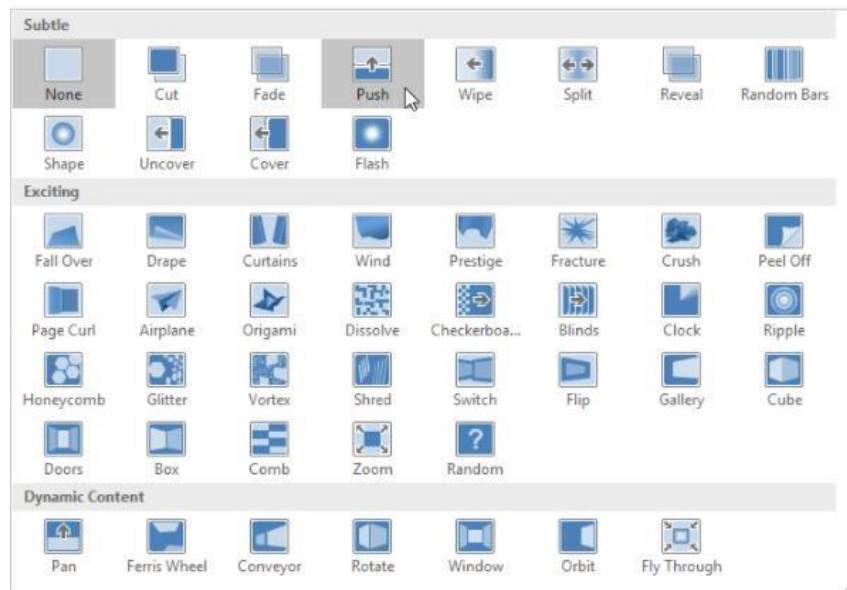 Subtle
None Cut Fade Push Wipe Split Reveal Random Bars
Shape Uncover Cover Flash
Exciting
Fall Over Drape Curtains Wind Prestige Fracture Crush Peel Off
Page Curl Airplane Origami Dissolve Checkerboa... Blinds Clock Ripple
Honeycomb Glitter Vortex Shred Switch Flip Gallery Cube
?
Doors Box Comb Zoom Random
Dynamic Content
Pan Ferris Wheel Conveyor Rotate Window Orbit Fly Through